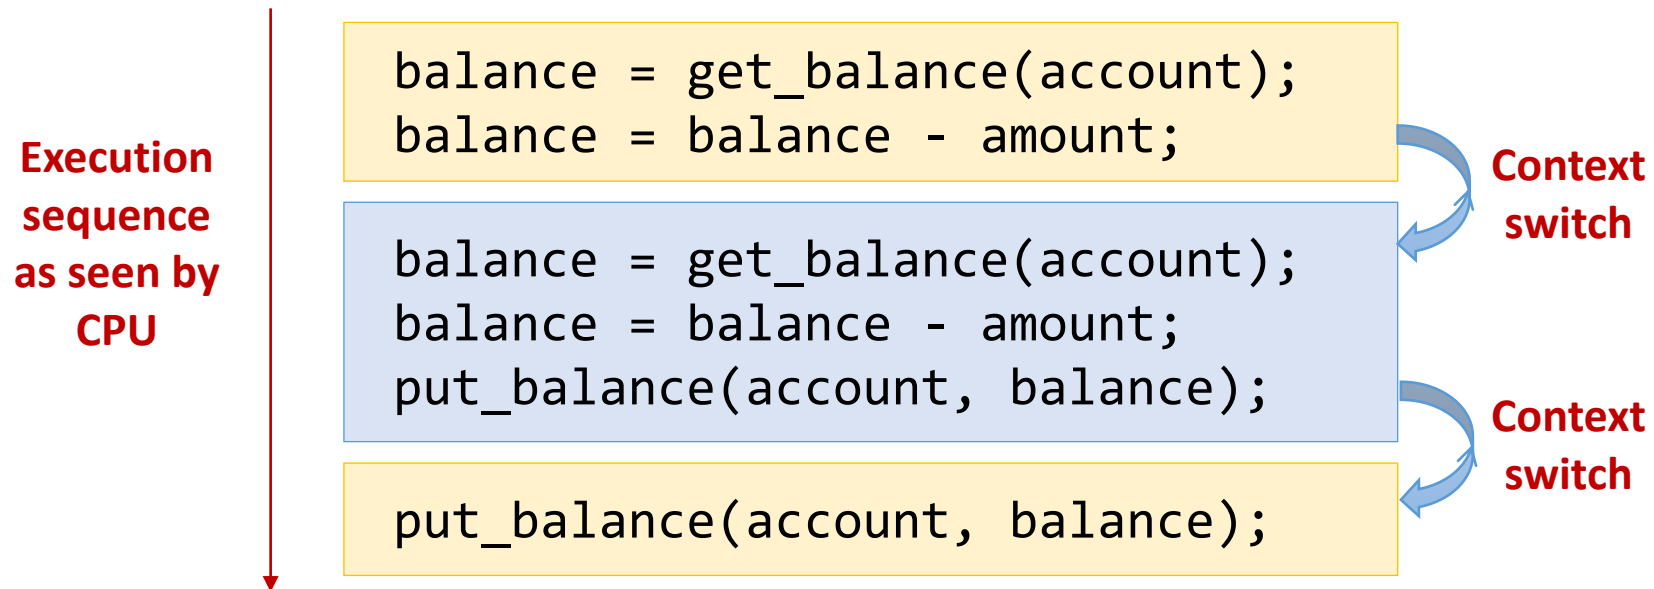 Execution
sequence
as seen by
CPU
balance = get_balance(account);
balance = balance - amount;
Context
switch
balance = get_balance(account);
balance = balance - amount;
put_balance(account, balance);
Context
switch
put_balance(account, balance);